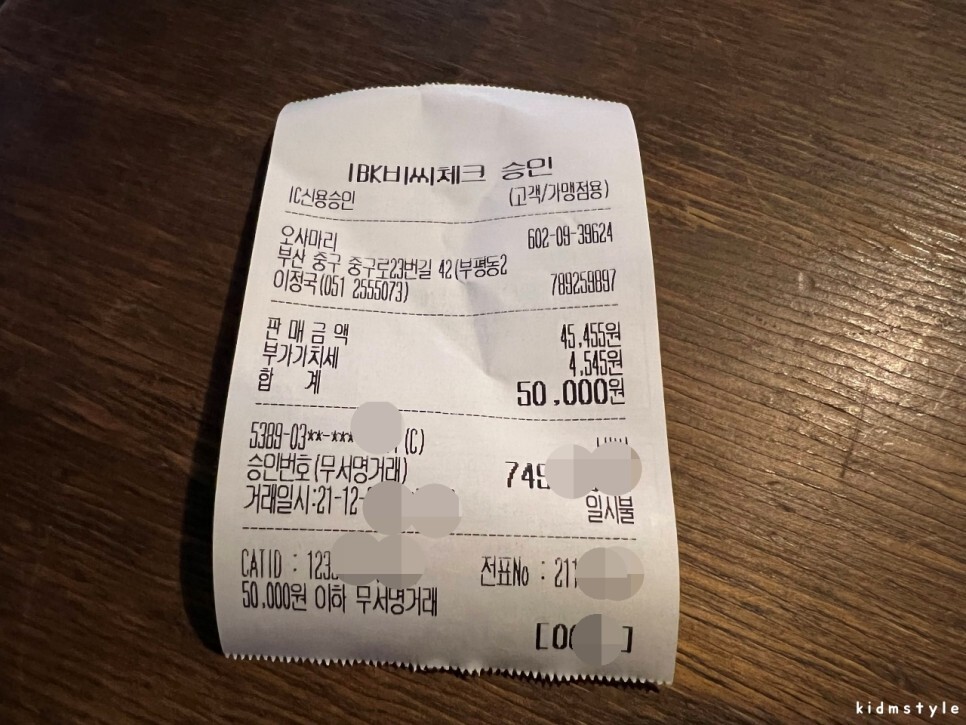 IBK비씨체크 승인
IC신용승인 (고객/가맹점용)
오사마리 602-09-39624
부산 중구 중구로23번길 42(부평동2
이정국(051 2555073) 789259897
판 매 금 액 45,455원
부가가치세 4,545원
합 계 50,000원
5389-03**-*** (C)
승인번호(무서명거래) 749
거래일시:21-12- 일시불
CATID : 123 전표No : 211
50,000원 이하 무서명거래
[00 ]
kidmstyle